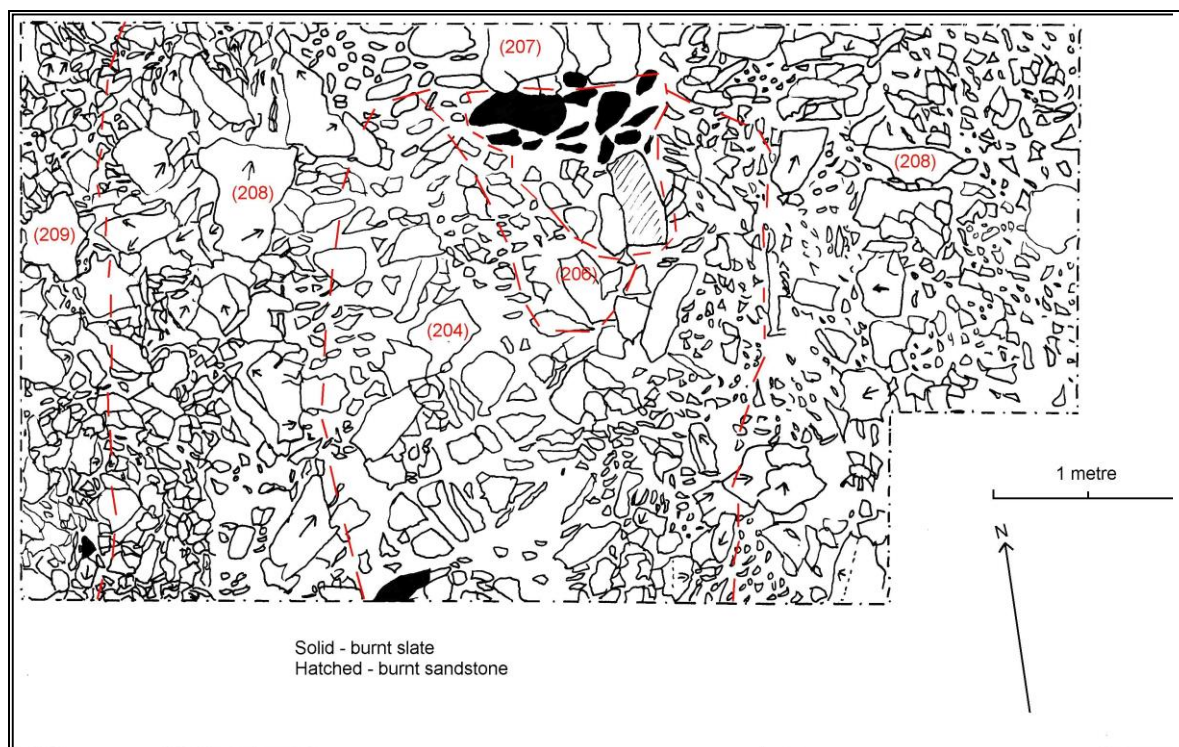 (207)
(208)
(208)
(209)
(206)
(204)
1 metre
N
Solid - burnt slate
Hatched - burnt sandstone